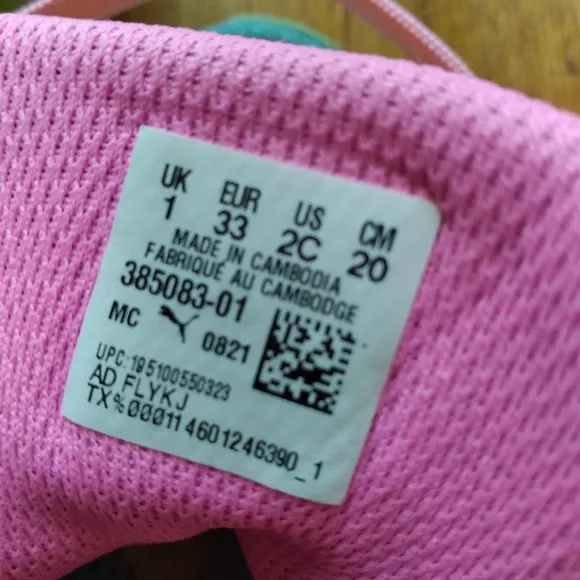 UK EUR US CM
1 33 2C 20
MADE IN CAMBODIA
FABRIQUÉ AU CAMBODGE
385083-01
MC 0821
UPC:195100550323
AD FLYKJ
TX%000114601246390_1